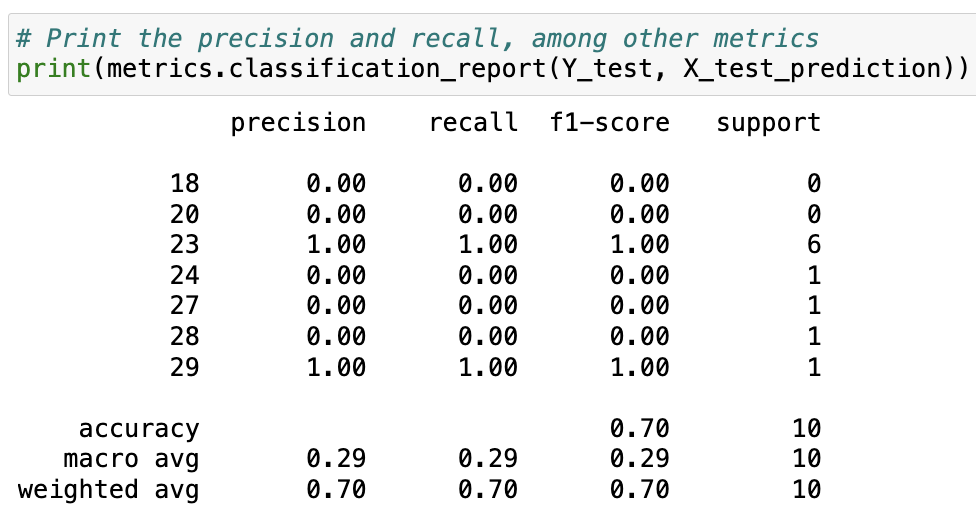 # Print the precision and recall, among other metrics
print(metrics.classification_report(Y_test, X_test_prediction))
precision recall f1-score support
18 0.00 0.00 0.00 0
20 0.00 0.00 0.00 0
23 1.00 1.00 1.00 6
24 0.00 0.00 0.00 1
27 0.00 0.00 0.00 1
28 0.00 0.00 0.00 1
29 1.00 1.00 1.00 1
accuracy 0.70 10
macro avg 0.29 0.29 0.29 10
weighted avg 0.70 0.70 0.70 10